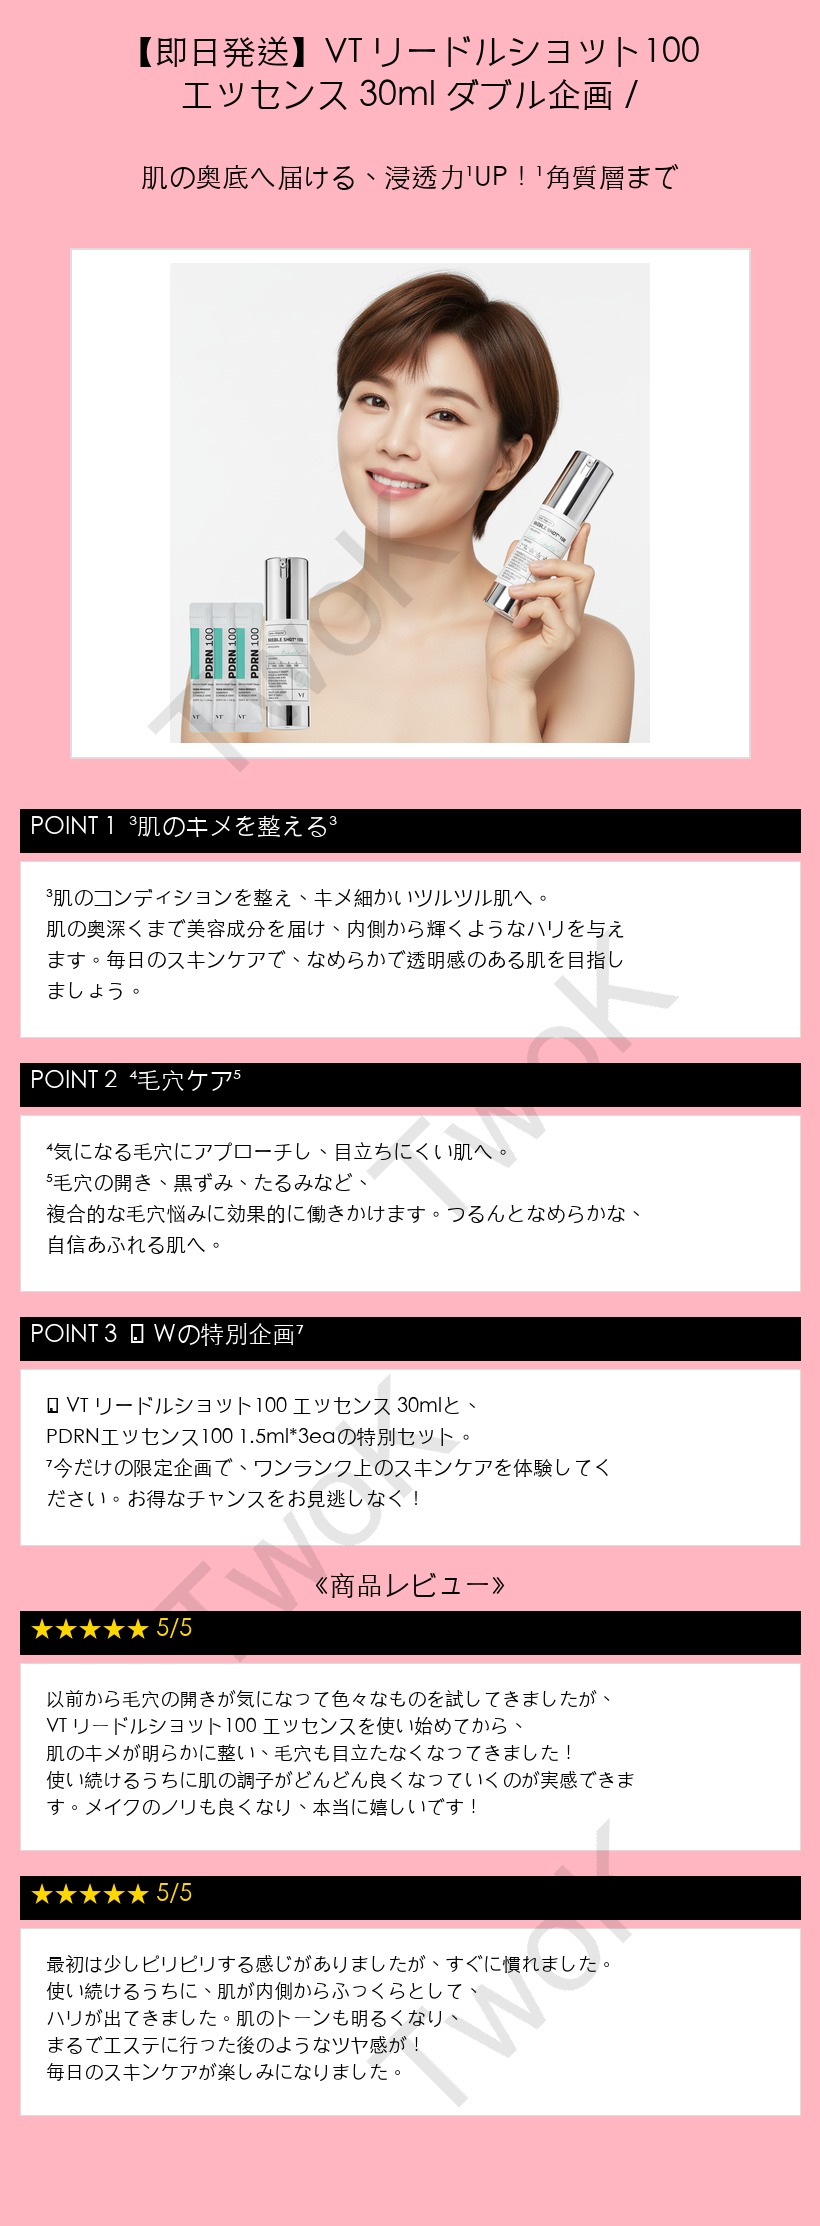 【即日発送】VT リードルショット100
エッセンス 30ml ダブル企画 /
肌の奥底へ届ける、浸透力¹UP！¹角質層まで
PDRN 100
PDRN 100
PDRN 100
VT
VT
VT
VT
TwoK
POINT 1 ³肌のキメを整える³
³肌のコンディションを整え、キメ細かいツルツル肌へ。
肌の奥深くまで美容成分を届け、内側から輝くようなハリを与え
ます。毎日のスキンケアで、なめらかで透明感のある肌を目指し
ましょう。
TwoK
POINT 2 ⁴毛穴ケア⁵
⁴気になる毛穴にアプローチし、目立ちにくい肌へ。
⁵毛穴の開き、黒ずみ、たるみなど、
複合的な毛穴悩みに効果的に働きかけます。つるんとなめらかな、
自信あふれる肌へ。
POINT 3 Wの特別企画⁷
VT リードルショット100 エッセンス 30mlと、
PDRNエッセンス100 1.5ml*3eaの特別セット。
⁷今だけの限定企画で、ワンランク上のスキンケアを体験してく
ださい。お得なチャンスをお見逃しなく！
TwoK
《商品レビュー》
★★★★★ 5/5
以前から毛穴の開きが気になって色々なものを試してきましたが、
VT リードルショット100 エッセンスを使い始めてから、
肌のキメが明らかに整い、毛穴も目立たなくなってきました！
使い続けるうちに肌の調子がどんどん良くなっていくのが実感できま
す。メイクのノリも良くなり、本当に嬉しいです！
★★★★★ 5/5
最初は少しピリピリする感じがありましたが、すぐに慣れました。
使い続けるうちに、肌が内側からふっくらとして、
ハリが出てきました。肌のトーンも明るくなり、
まるでエステに行った後のようなツヤ感が！
毎日のスキンケアが楽しみになりました。
TwoK